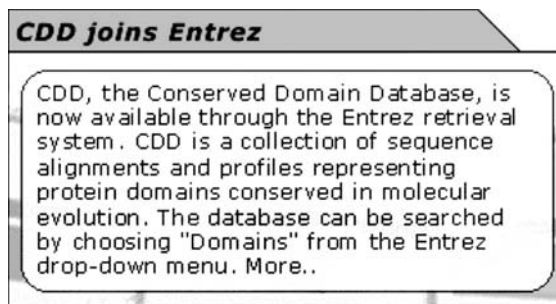 CDD joins Entrez
CDD, the Conserved Domain Database, is
now available through the Entrez retrieval
system. CDD is a collection of sequence
alignments and profiles representing
protein domains conserved in molecular
evolution. The database can be searched
by choosing "Domains" from the Entrez
drop-down menu. More..